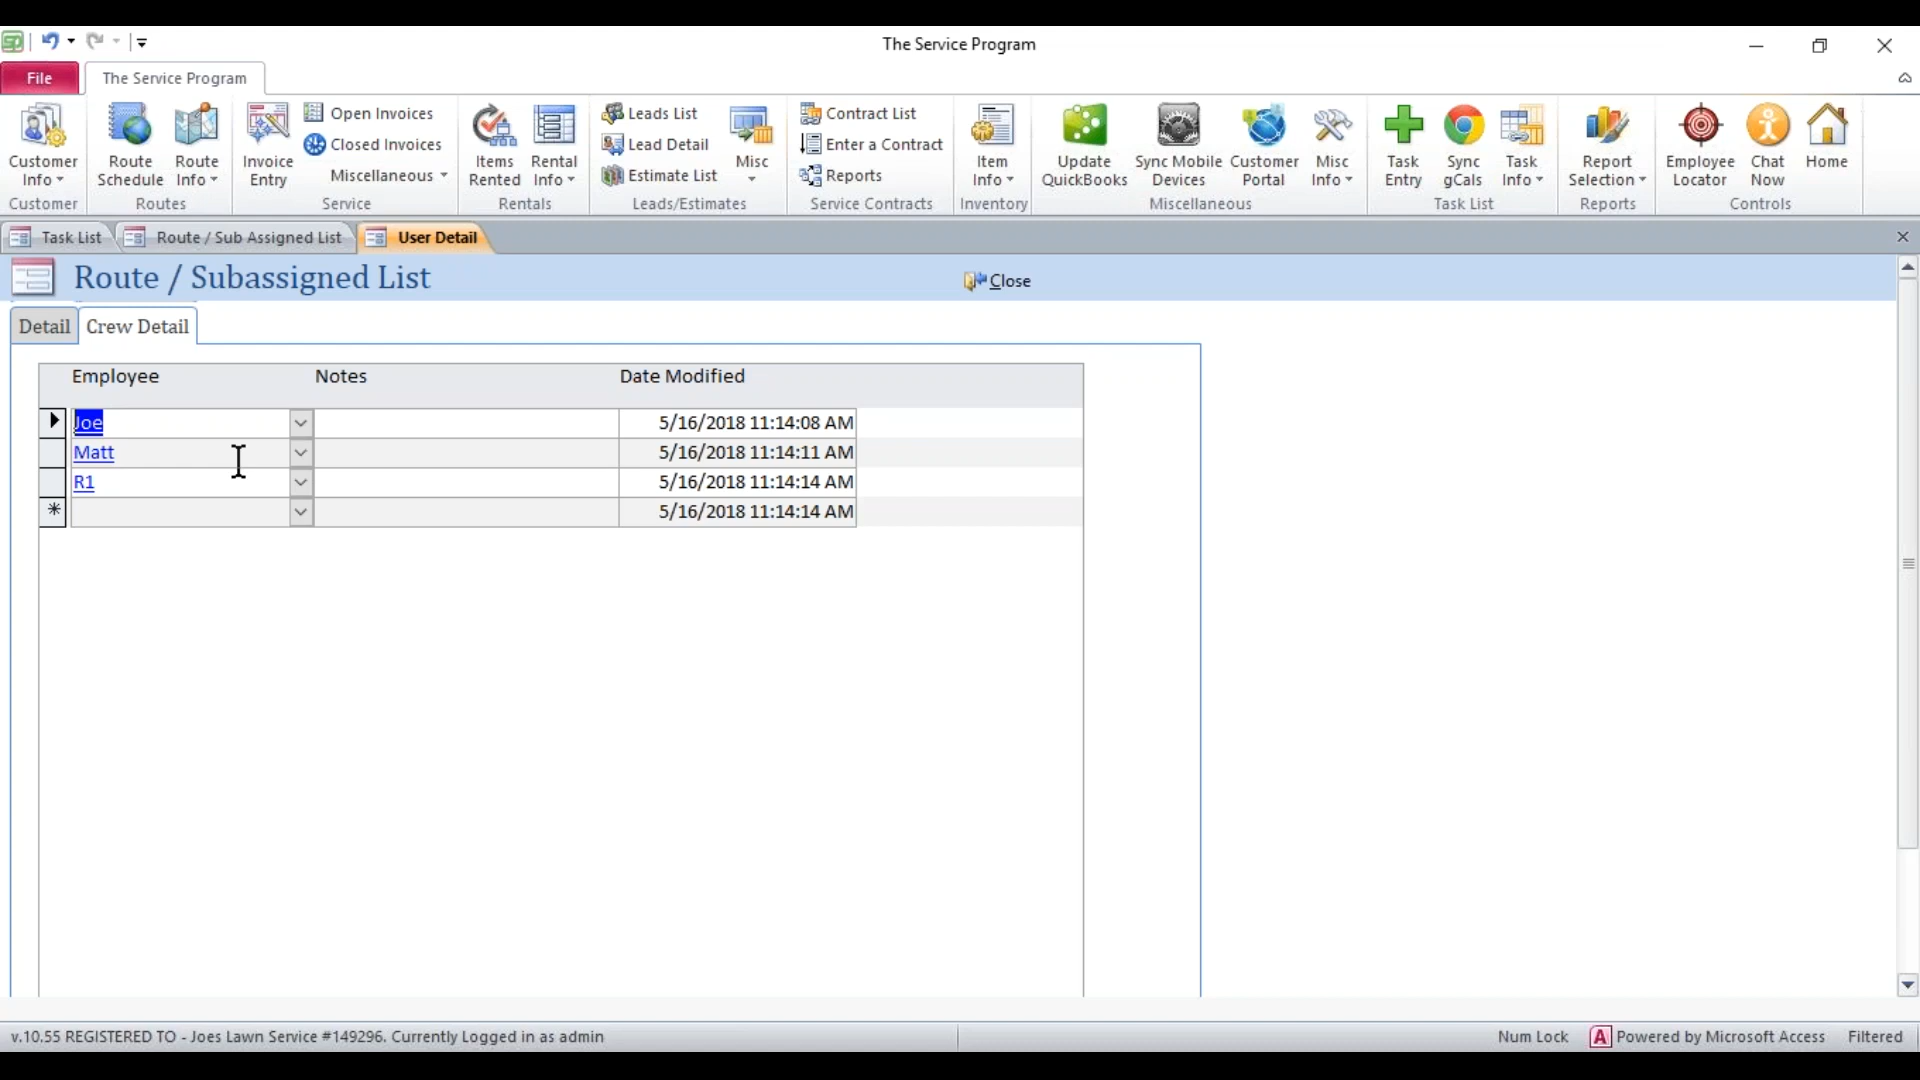 The Service Program
File
The Service Program
Customer Info
Customer
Route Schedule
Route Info
Routes
Invoice Entry
Open Invoices
Closed Invoices
Miscellaneous
Service
Items Rented
Rental Info
Rentals
Leads List
Lead Detail
Estimate List
Misc
Leads/Estimates
Contract List
Enter a Contract
Reports
Service Contracts
Item Info
Inventory
Update QuickBooks
Sync Mobile Devices
Customer Portal
Misc Info
Miscellaneous
Task Entry
Sync gCals
Task Info
Task List
Report Selection
Reports
Employee Locator
Chat Now
Home
Controls
Task List
Route / Sub Assigned List
User Detail
Route / Subassigned List
Close
Detail
Crew Detail
Employee Notes Date Modified
Joe 5/16/2018 11:14:08 AM
Matt 5/16/2018 11:14:11 AM
R1 5/16/2018 11:14:14 AM
* 5/16/2018 11:14:14 AM
v.10.55 REGISTERED TO - Joes Lawn Service #149296. Currently Logged in as admin
Num Lock
A Powered by Microsoft Access
Filtered